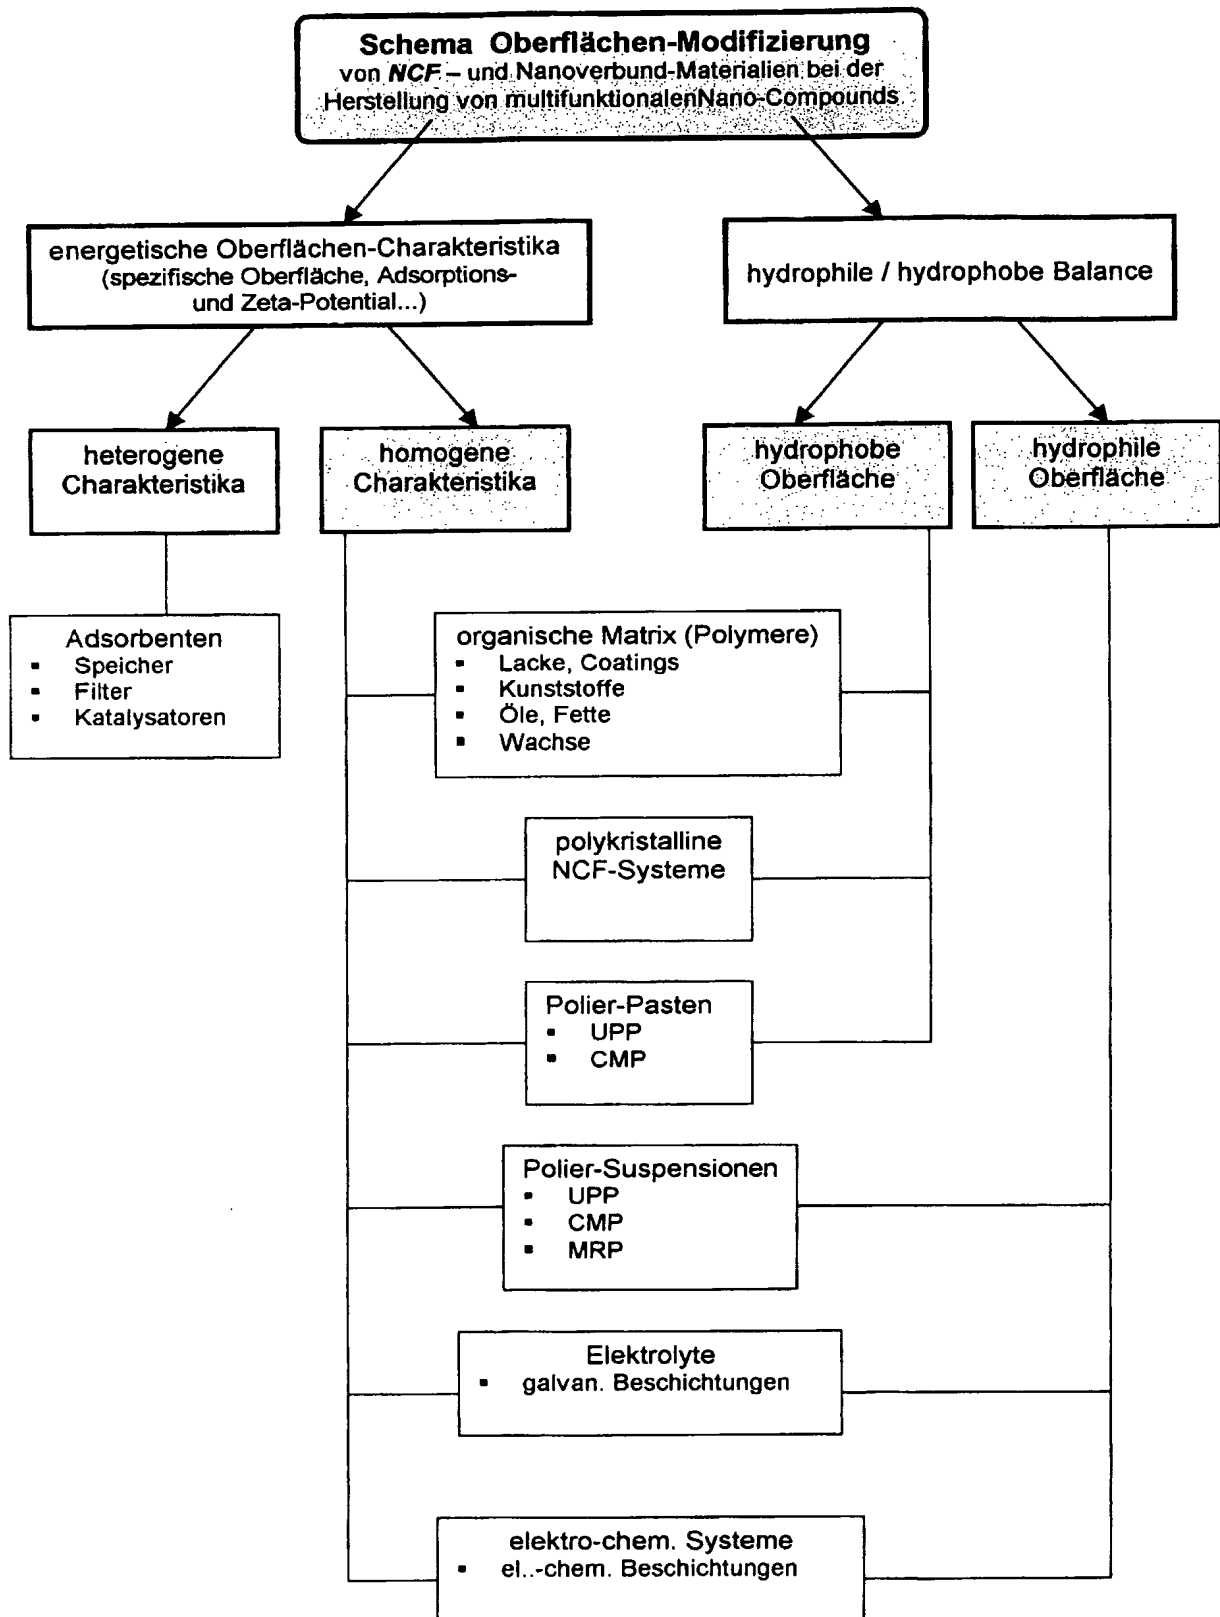 Schema Oberflächen-Modifizierung
von NCF – und Nanoverbund-Materialien bei der
Herstellung von multifunktionalenNano-Compounds
energetische Oberflächen-Charakteristika
(spezifische Oberfläche, Adsorptions-
und Zeta-Potential...)
hydrophile / hydrophobe Balance
heterogene
Charakteristika
homogene
Charakteristika
hydrophobe
Oberfläche
hydrophile
Oberfläche
Adsorbenten
▪ Speicher
▪ Filter
▪ Katalysatoren
organische Matrix (Polymere)
▪ Lacke, Coatings
▪ Kunststoffe
▪ Öle, Fette
▪ Wachse
polykristalline
NCF-Systeme
Polier-Pasten
▪ UPP
▪ CMP
Polier-Suspensionen
▪ UPP
▪ CMP
▪ MRP
Elektrolyte
▪ galvan. Beschichtungen
elektro-chem. Systeme
▪ el..-chem. Beschichtungen